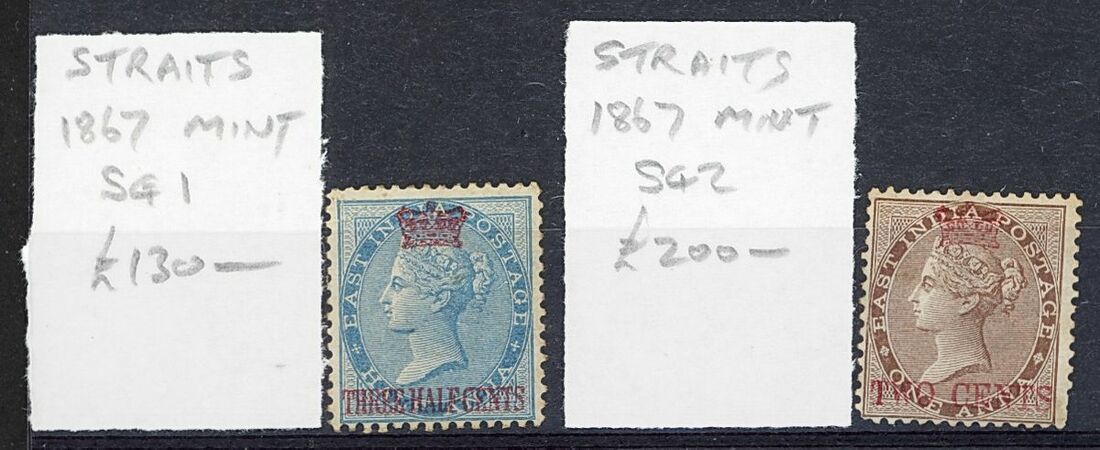 STRAITS
1867 MINT
SG1
£130—
EAST INDIA POSTAGE
THREE HALF CENTS
STRAITS
1867 MINT
SG2
£200—
EAST INDIA POSTAGE
TWO CENTS
ONE ANNA